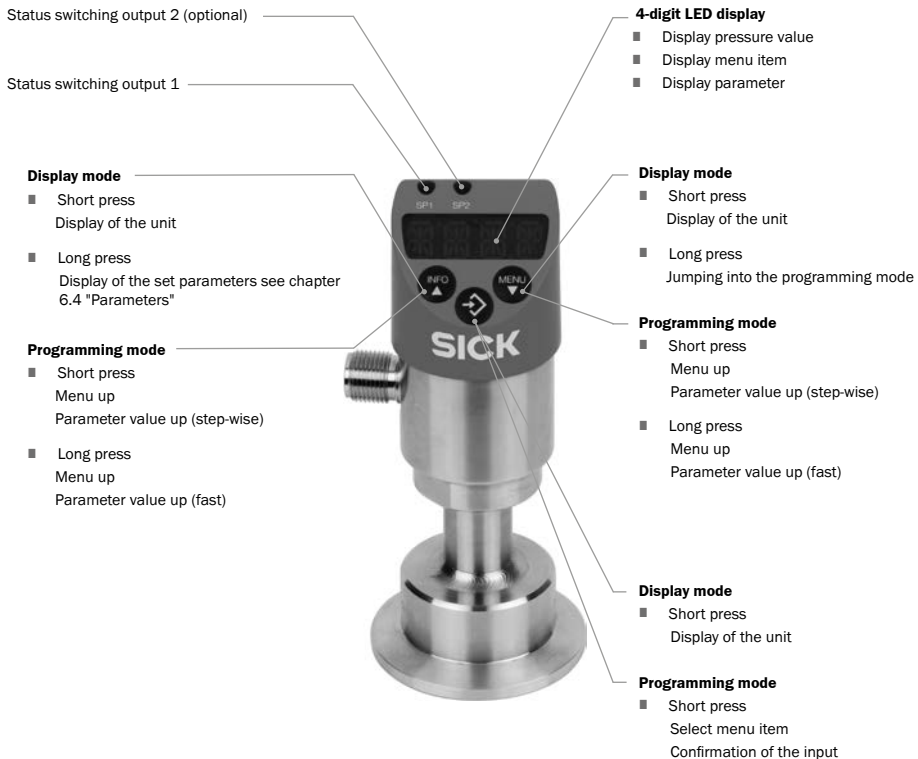 Status switching output 2 (optional)
Status switching output 1
Display mode
Short press
Display of the unit
Long press
Display of the set parameters see chapter
6.4 "Parameters"
Programming mode
Short press
Menu up
Parameter value up (step-wise)
Long press
Menu up
Parameter value up (fast)
SP1 SP2
INFO MENU
SICK
4-digit LED display
Display pressure value
Display menu item
Display parameter
Display mode
Short press
Display of the unit
Long press
Jumping into the programming mode
Programming mode
Short press
Menu up
Parameter value up (step-wise)
Long press
Menu up
Parameter value up (fast)
Display mode
Short press
Display of the unit
Programming mode
Short press
Select menu item
Confirmation of the input